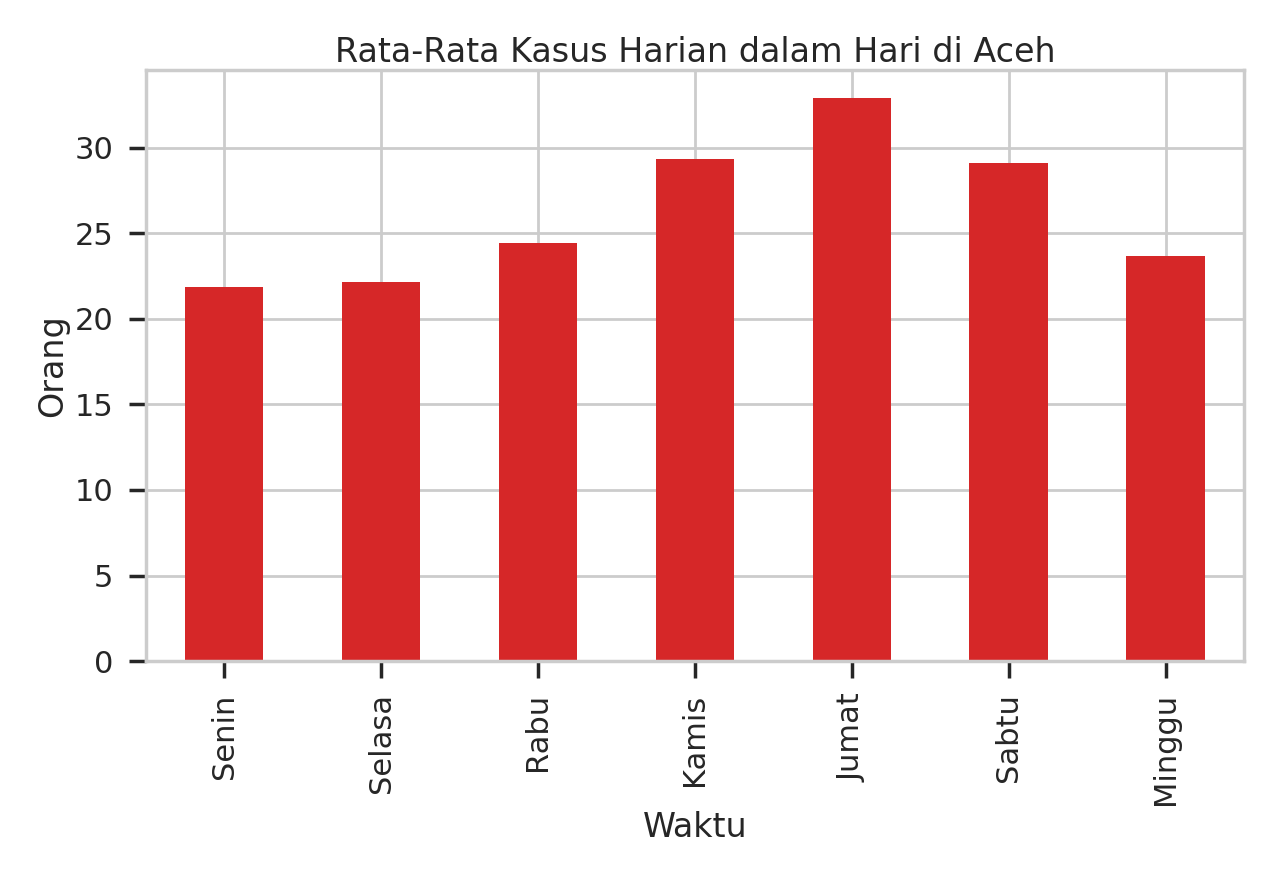 Rata-Rata Kasus Harian dalam Hari di Aceh
30
25
20
15
10
5
0
Orang
Senin
Selasa
Rabu
Kamis
Jumat
Sabtu
Minggu
Waktu